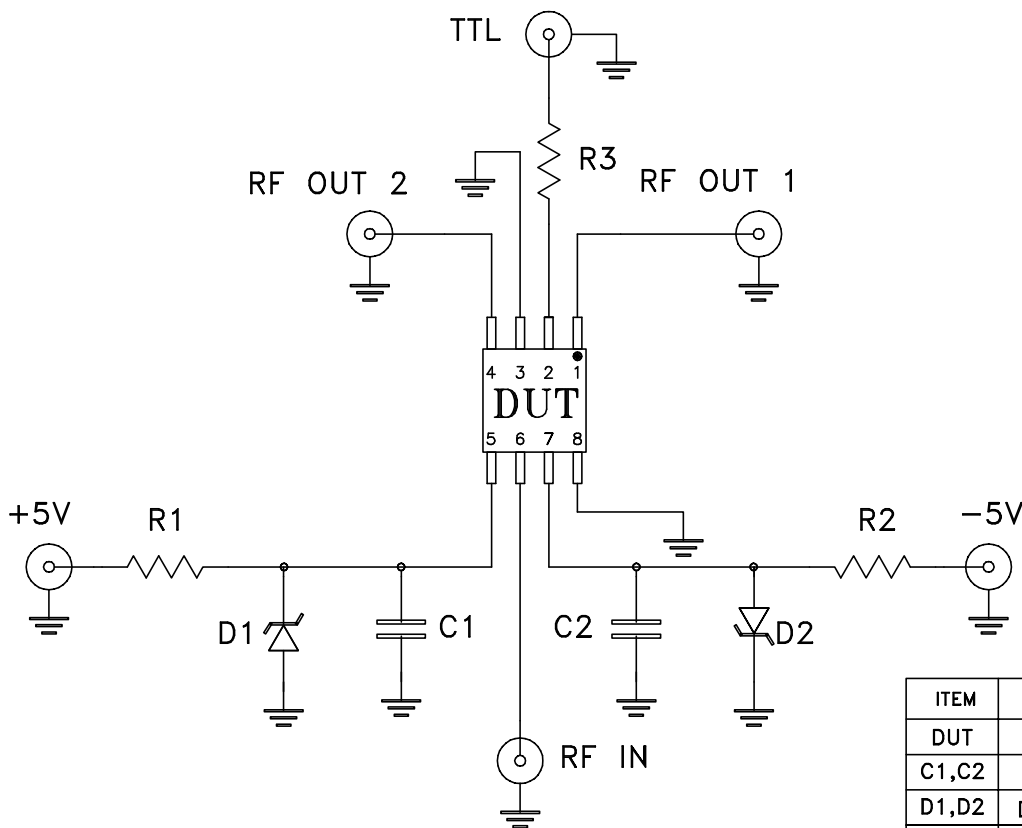 TTL
R3
RF OUT 2
RF OUT 1
4 3 2 1
DUT
5 6 7 8
+5V
R1
R2
-5V
D1
C1
C2
D2
RF IN
ITEM
DUT
C1,C2
D1,D2